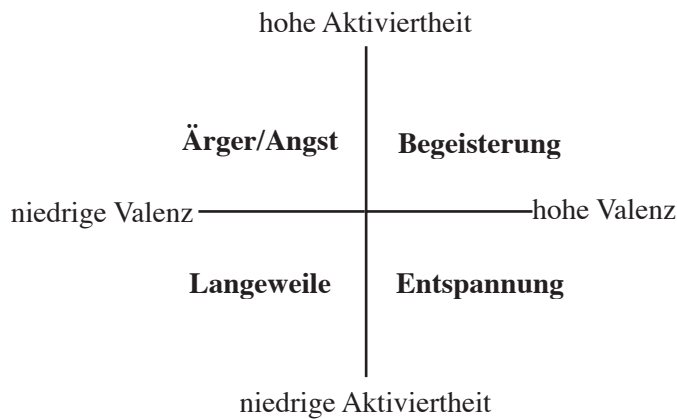 hohe Aktiviertheit
Ärger/Angst Begeisterung
niedrige Valenz hohe Valenz
Langeweile Entspannung
niedrige Aktiviertheit